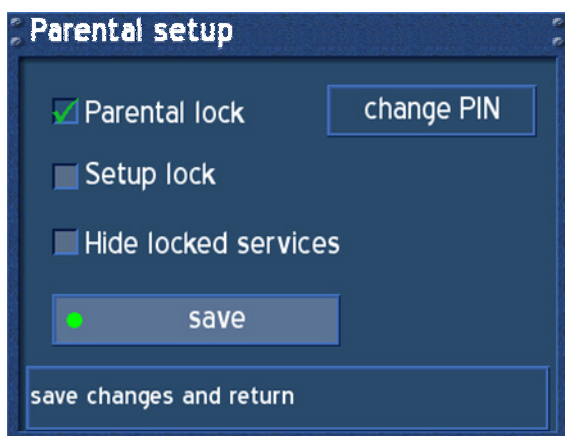 Parental setup
Parental lock
change PIN
Setup lock
Hide locked services
save
save changes and return